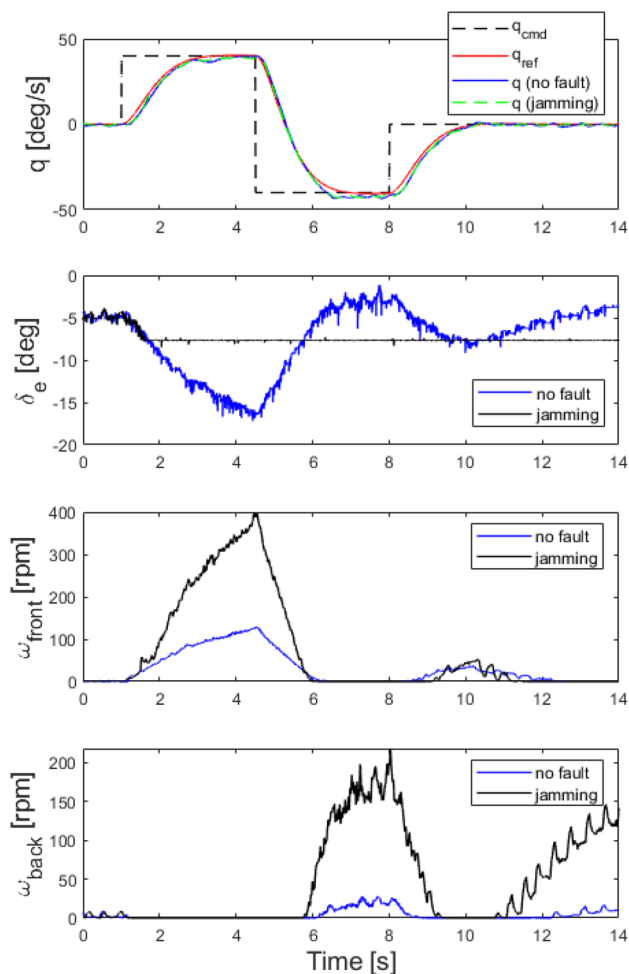 q_cmd
q_ref
q (no fault)
q (jamming)
q [deg/s]
50
0
-50
0 2 4 6 8 10 12 14
δ_e [deg]
0
-5
-10
-15
-20
no fault
jamming
0 2 4 6 8 10 12 14
ω_front [rpm]
400
300
200
100
0
no fault
jamming
0 2 4 6 8 10 12 14
ω_back [rpm]
200
150
100
50
0
no fault
jamming
0 2 4 6 8 10 12 14
Time [s]